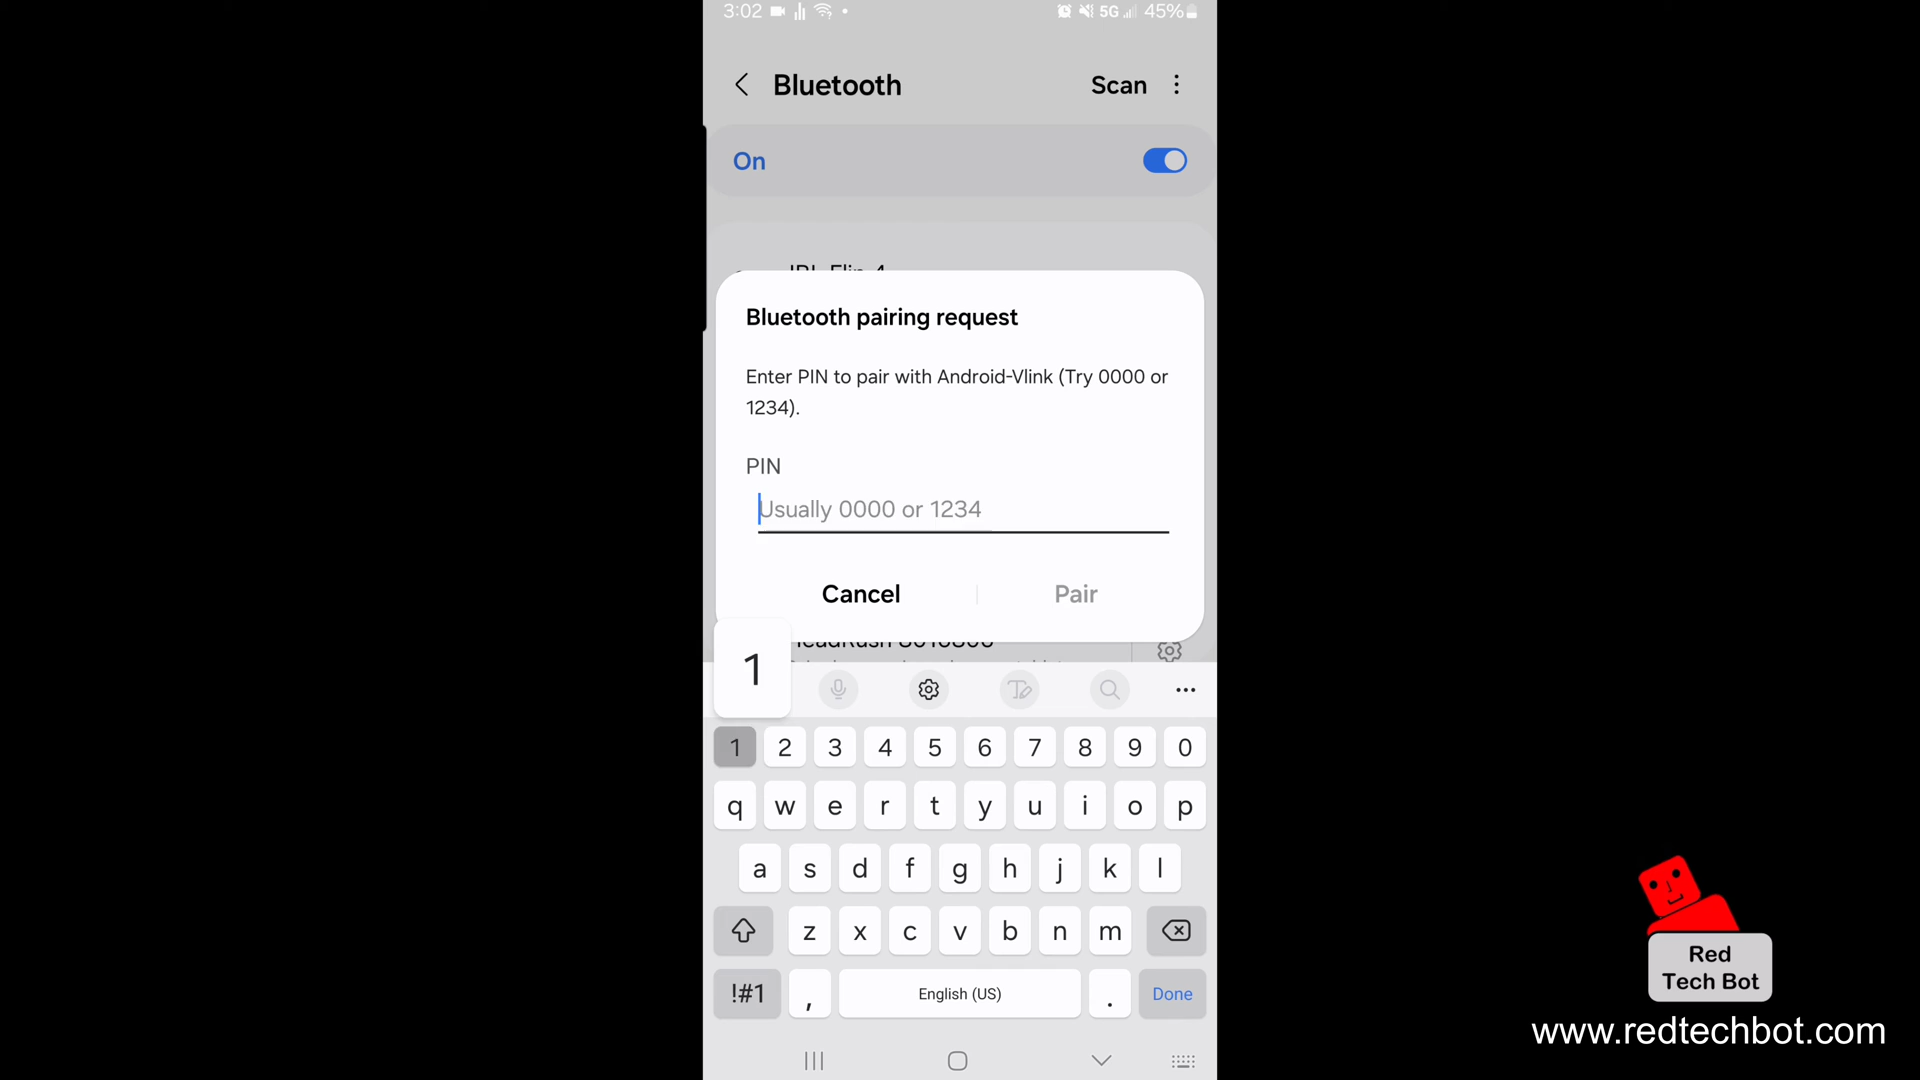 3:02 5G 45%
Bluetooth Scan
On
JBL Flip 4
Bluetooth pairing request
Enter PIN to pair with Android-Vlink (Try 0000 or
1234).
PIN
Usually 0000 or 1234
Cancel Pair
1
1 2 3 4 5 6 7 8 9 0
q w e r t y u i o p
a s d f g h j k l
z x c v b n m
!#1 , English (US) . Done
Red
Tech Bot
www.redtechbot.com